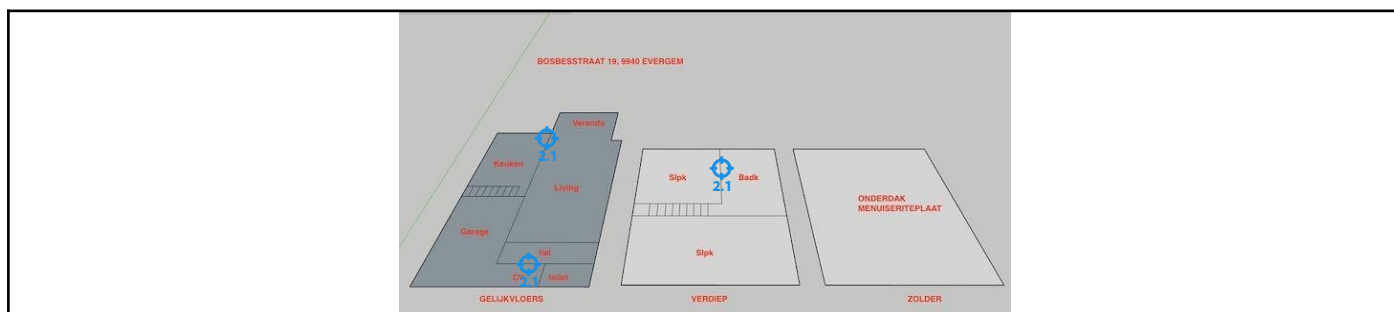 BOSBESSTRAAT 19, 9940 EVERGEM
Veranda
2.1
Keuken
Living
Garage
hal
CV
2.1
toilet
GELIJKVLOERS
Slpk
2.1
Badk
Slpk
VERDIEP
ONDERDAK
MENUISERITEPLAAT
ZOLDER